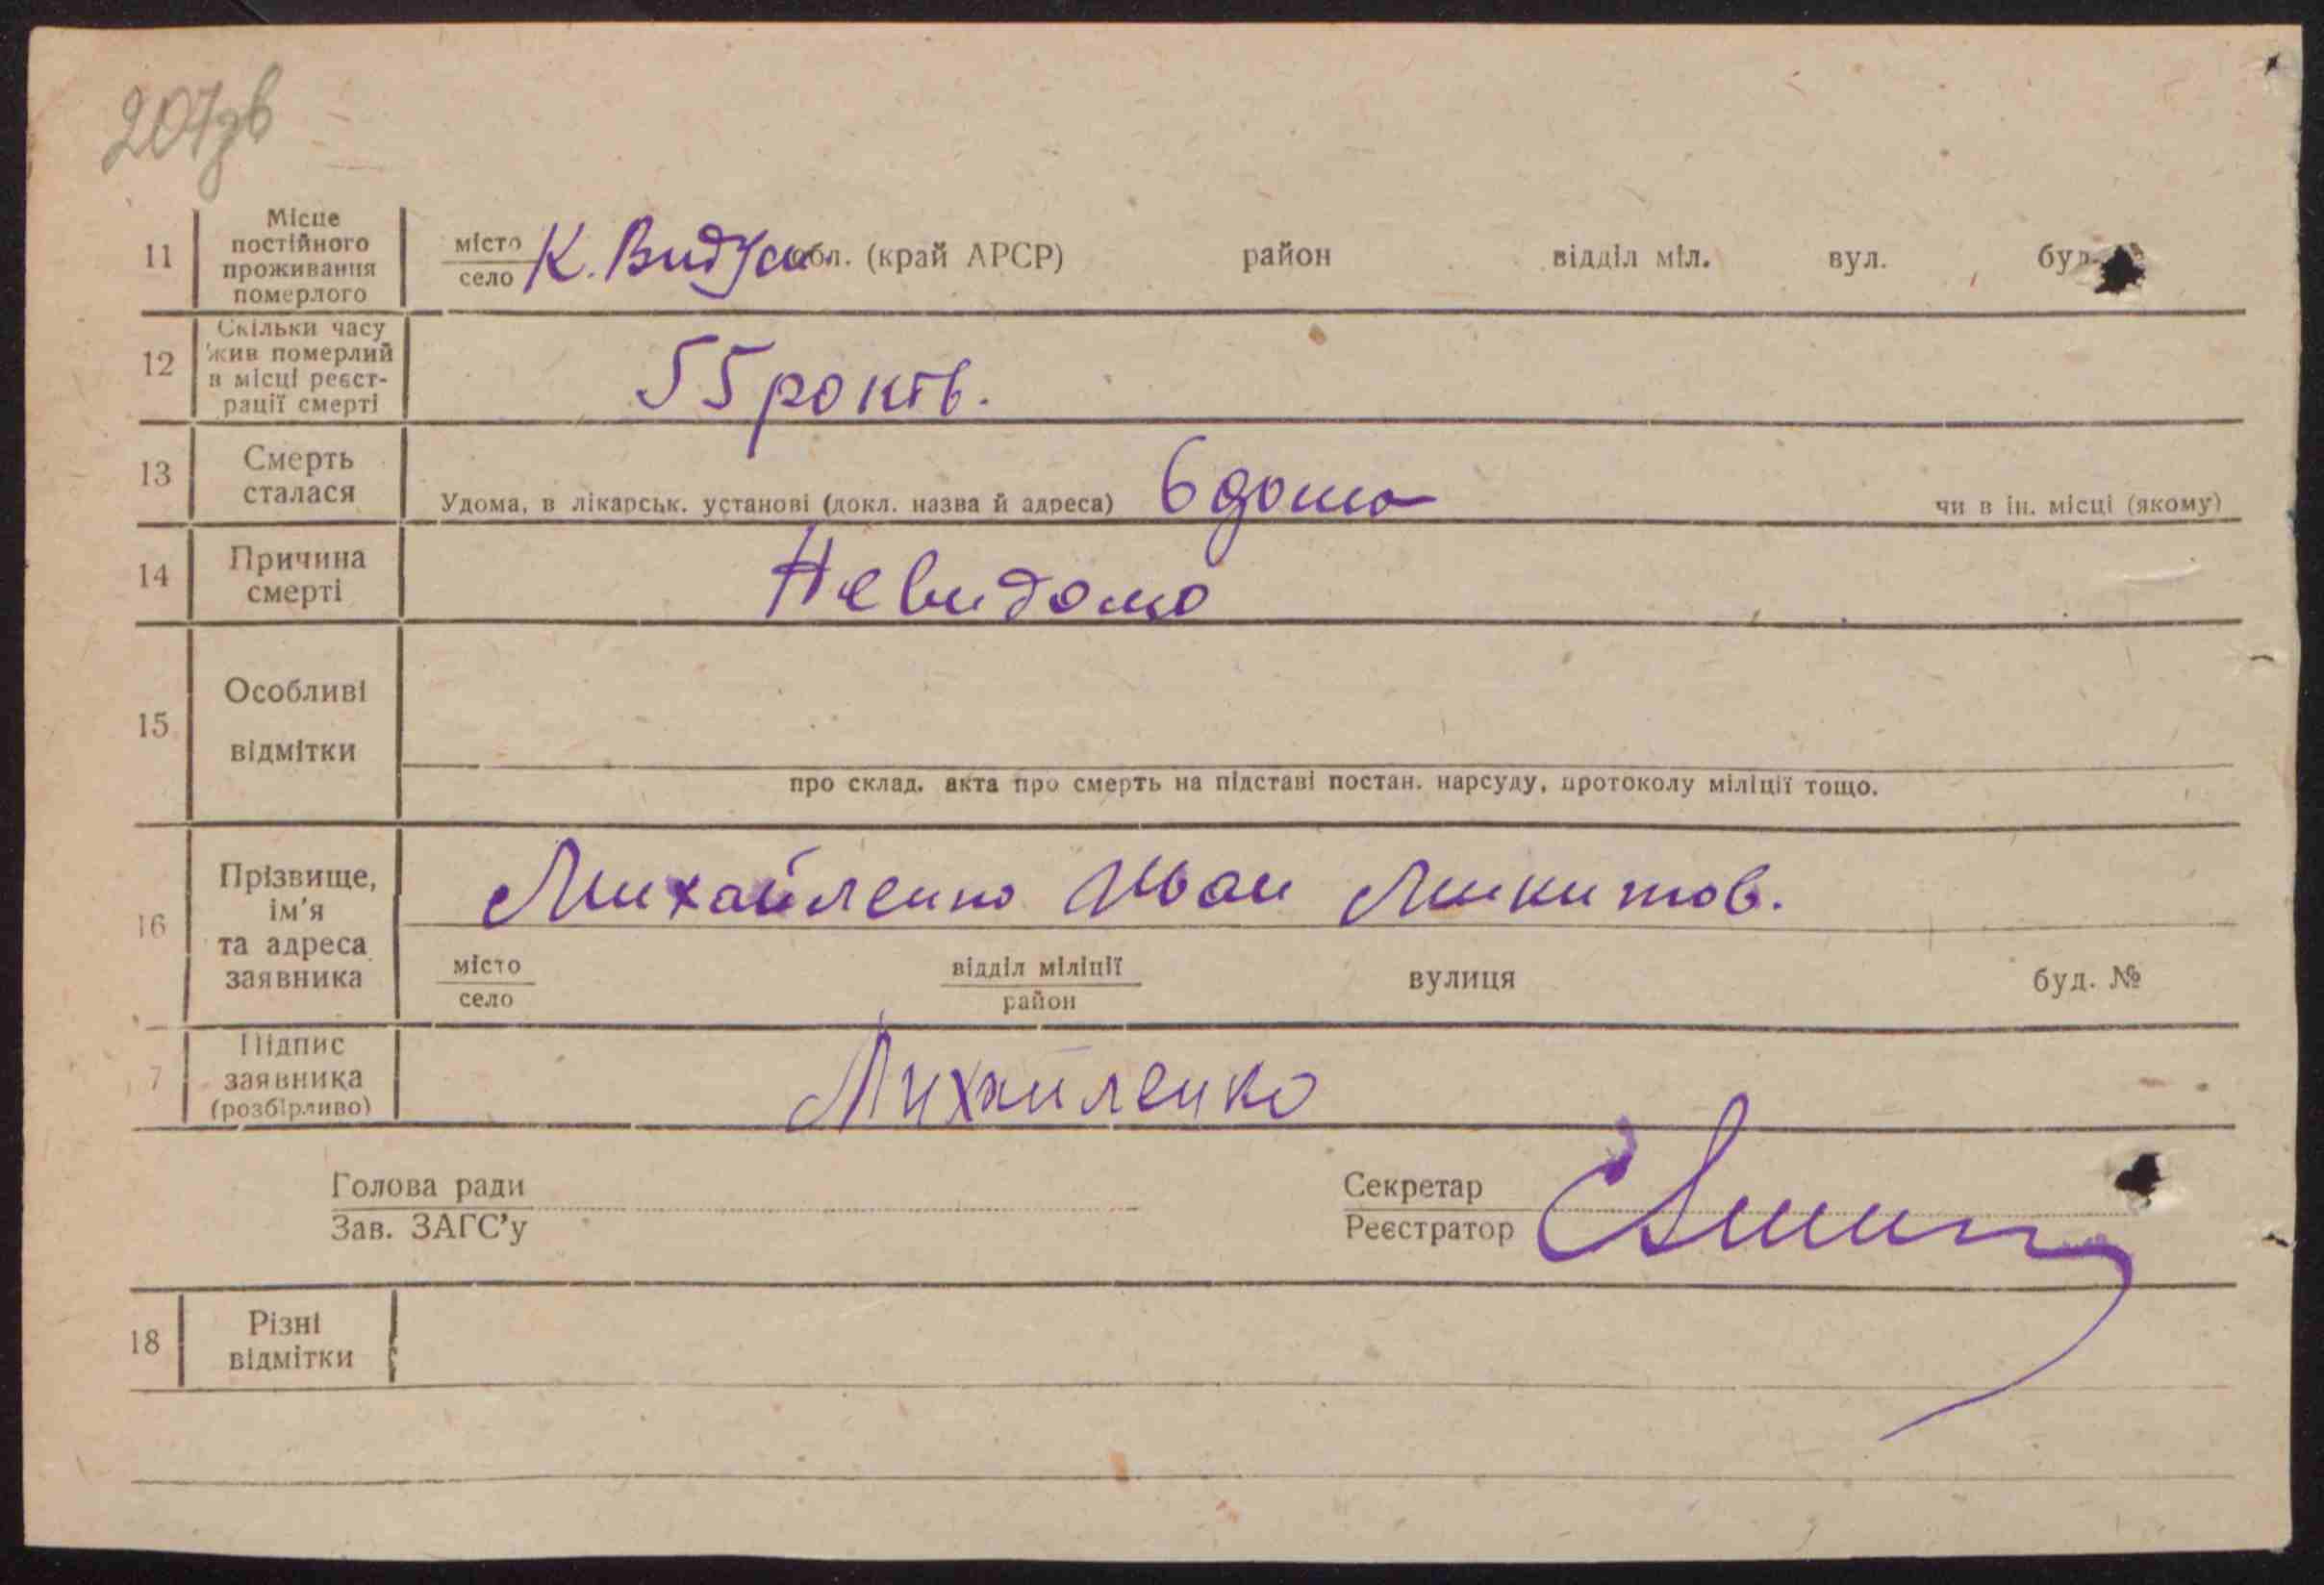 207зв
11 Місце постійного проживання померлого місто село К. обл. (край АРСР) район відділ міл. вул. буд.
12 Скільки часу жив померлий в місці реєстрації смерті 55 років.
13 Смерть сталася Удома, в лікарськ. установі (докл. назва й адреса) вдома чи в ін. місці (якому)
14 Причина смерті Невидомо
15 Особливі відмітки
про склад. акта про смерть на підставі постан. нарсуду, протоколу міліції тощо.
16 Прізвище, ім'я та адреса заявника Михайленко Иван Микитов.
місто село відділ міліції район вулиця буд. №
7 Підпис заявника (розбірливо) Михайленко
Голова ради Секретар
Зав. ЗАГС'у Реєстратор
18 Різні відмітки